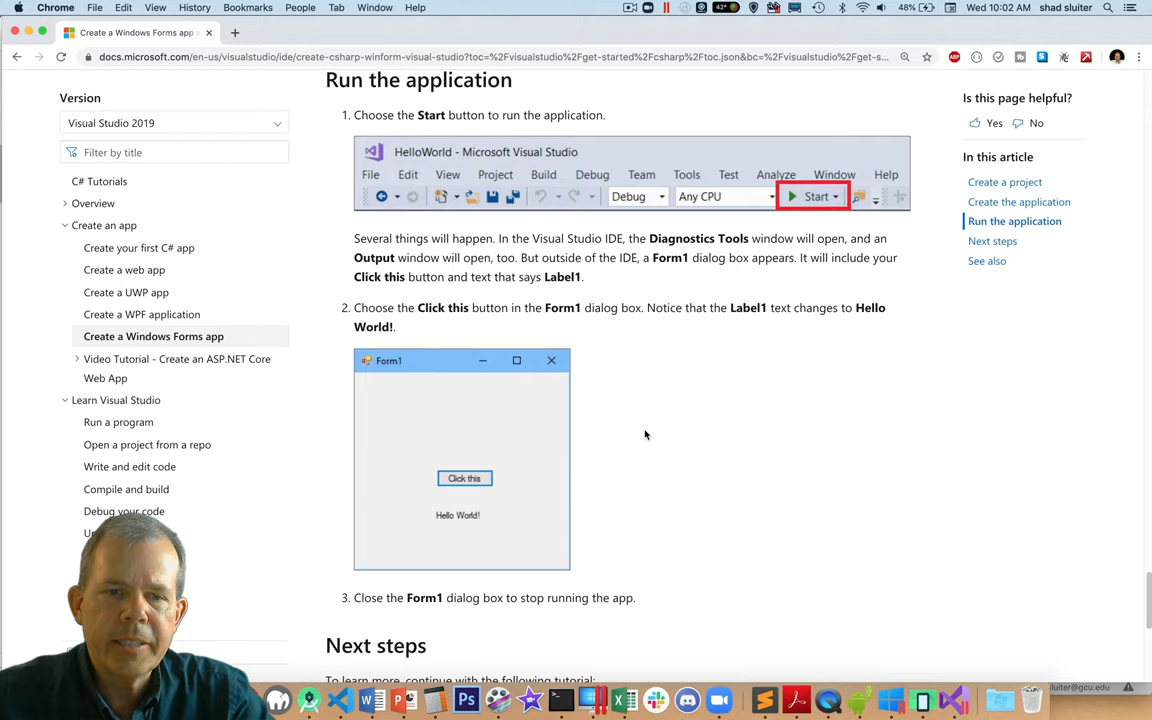 Chrome File Edit View History Bookmarks People Tab Window Help
42°
48%
Wed 10:02 AM shad sluiter
Create a Windows Forms app
docs.microsoft.com/en-us/visualstudio/ide/create-csharp-winform-visual-studio?toc=%2Fvisualstudio%2Fget-started%2Fcsharp%2Ftoc.json&bc=%2Fvisualstudio%2Fget-s...
Version
Visual Studio 2019
Filter by title
C# Tutorials
Overview
Create an app
Create your first C# app
Create a web app
Create a UWP app
Create a WPF application
Create a Windows Forms app
Video Tutorial - Create an ASP.NET Core
Web App
Learn Visual Studio
Run a program
Open a project from a repo
Write and edit code
Compile and build
Debug your code
Run the application
1. Choose the Start button to run the application.
HelloWorld - Microsoft Visual Studio
File Edit View Project Build Debug Team Tools Test Analyze Window Help
Debug Any CPU Start
Several things will happen. In the Visual Studio IDE, the Diagnostics Tools window will open, and an
Output window will open, too. But outside of the IDE, a Form1 dialog box appears. It will include your
Click this button and text that says Label1.
2. Choose the Click this button in the Form1 dialog box. Notice that the Label1 text changes to Hello
World!.
Form1
Click this
Hello World!
3. Close the Form1 dialog box to stop running the app.
Next steps
To learn more, continue with the following tutorial:
Is this page helpful?
Yes No
In this article
Create a project
Create the application
Run the application
Next steps
See also
sluiter@gcu.edu